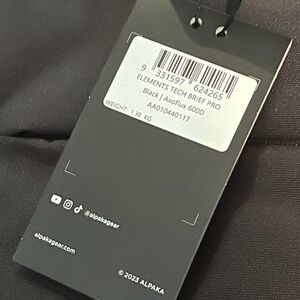 9 331597 624265
ELEMENTS TECH BRIEF PRO
Black | Axoflux 600D
AA010440117
WEIGHT: 1.38 KG
@alpakagear
alpakagear.com
© 2023 ALPAKA